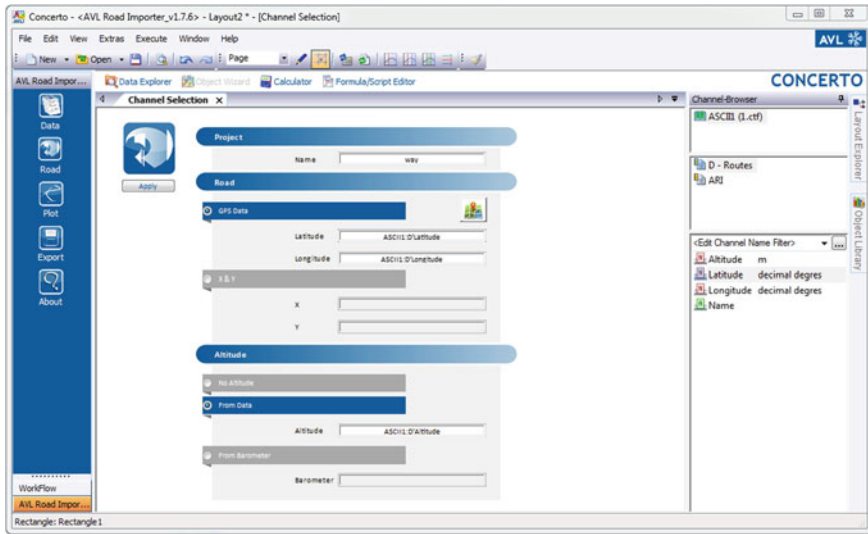 Concerto - <AVL Road Importer_v1.7.6> - Layout2 * - [Channel Selection]
File Edit View Extras Execute Window Help
AVL
New Open Page
AVL Road Impor...
Data Explorer Object Wizard Calculator Formula/Script Editor
CONCERTO
Channel Selection X
Channel-Browser
Data
Road
Plot
Export
About
WorkFlow
AVL Road Impor...
Apply
Project
Name way
Road
GPS Data
Latitude ASCII1:D'Latitude
Longitude ASCII1:D'Longitude
X & Y
X
Y
Altitude
No Altitude
From Data
Altitude ASCII1:D'Altitude
From Barometer
Barometer
ASCII1 (1.ctf)
D - Routes
ARI
<Edit Channel Name Filter>
...
Altitude m
Latitude decimal degres
Longitude decimal degres
Name
Layout Explorer
Object Library
Rectangle: Rectangle1